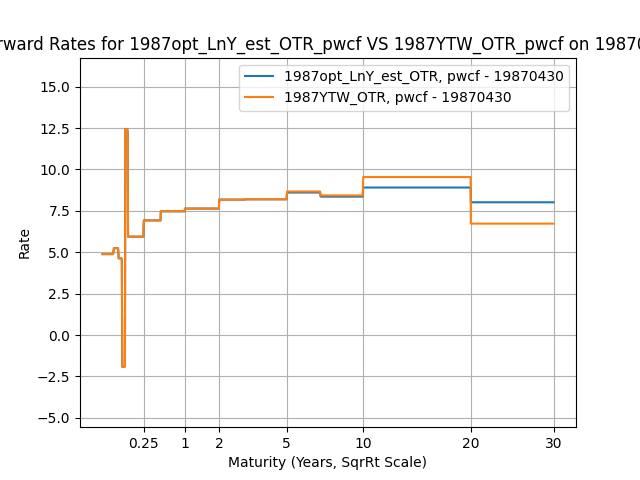 rward Rates for 1987opt_LnY_est_OTR_pwcf VS 1987YTW_OTR_pwcf on 19870
1987opt_LnY_est_OTR, pwcf - 19870430
1987YTW_OTR, pwcf - 19870430
15.0
12.5
10.0
7.5
5.0
2.5
0.0
−2.5
−5.0
Rate
0.25 1 2 5 10 20 30
Maturity (Years, SqrRt Scale)